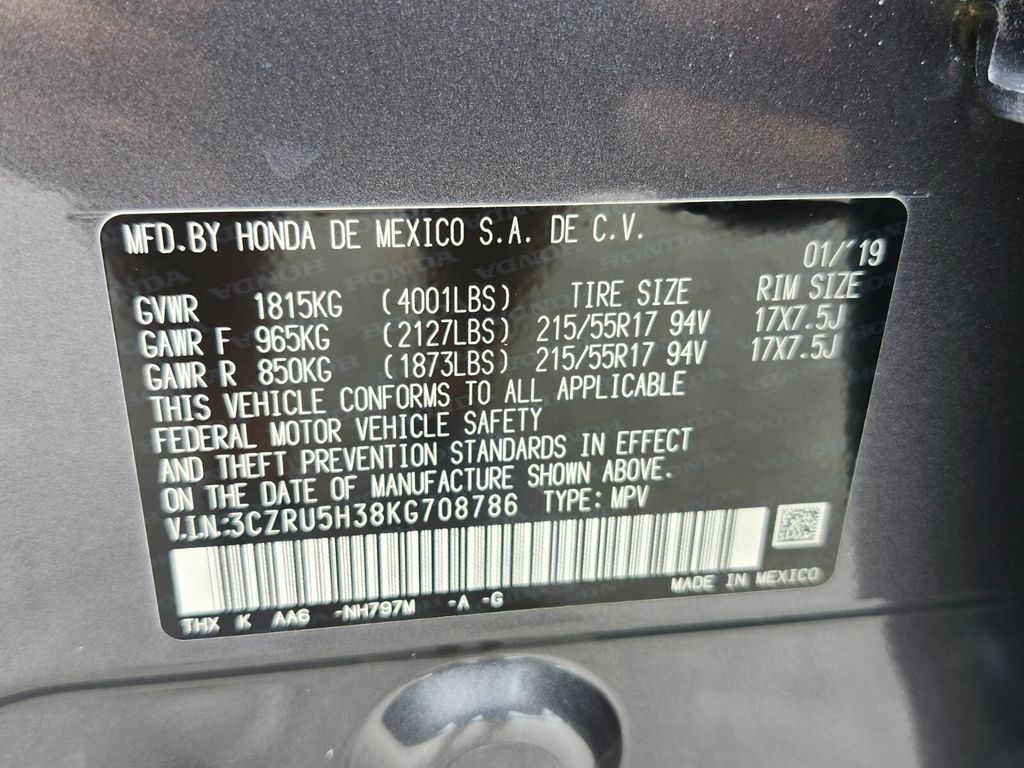 MFD.BY HONDA DE MEXICO S.A. DE C.V.
01/'19
GVWR 1815KG (4001LBS) TIRE SIZE RIM SIZE
GAWR F 965KG (2127LBS) 215/55R17 94V 17X7.5J
GAWR R 850KG (1873LBS) 215/55R17 94V 17X7.5J
THIS VEHICLE CONFORMS TO ALL APPLICABLE
FEDERAL MOTOR VEHICLE SAFETY
AND THEFT PREVENTION STANDARDS IN EFFECT
ON THE DATE OF MANUFACTURE SHOWN ABOVE.
V.I.N:3CZRU5H38KG708786 TYPE: MPV
MADE IN MEXICO
THX K AA6 -NH797M -A -G